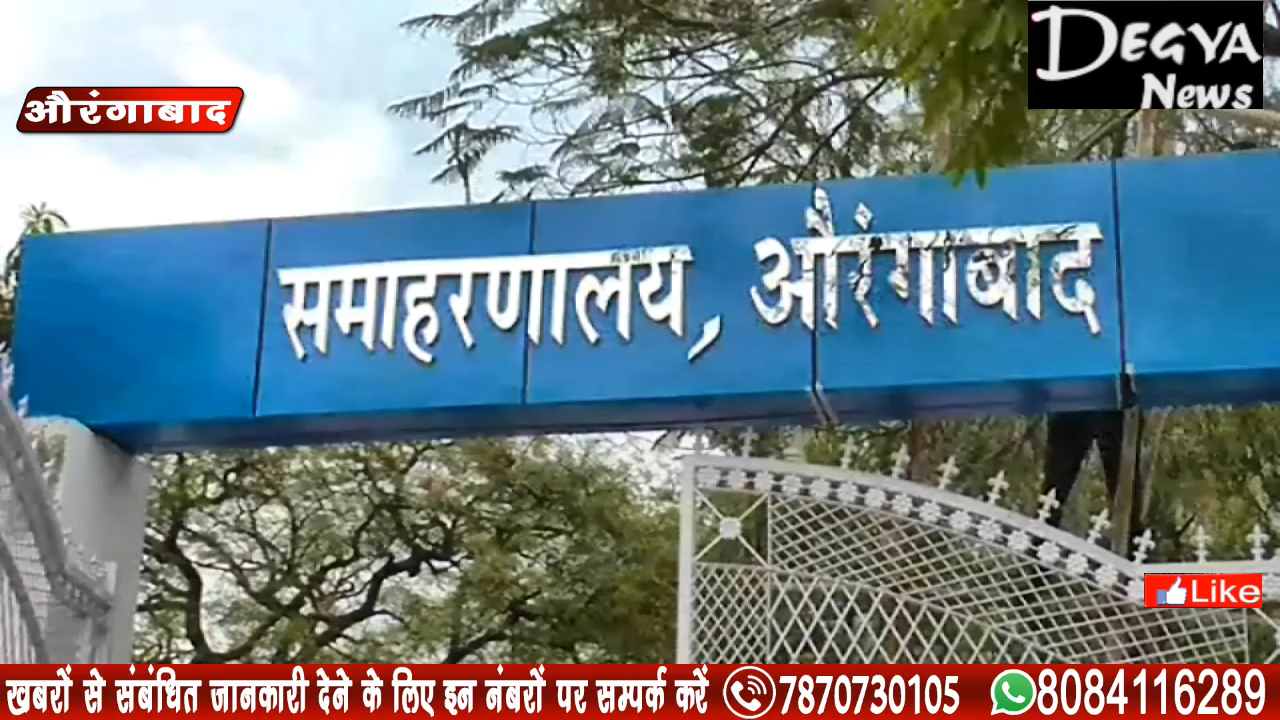 DEGYA
News
औरंगाबाद
समाहरणालय, औरंगाबाद
Like
खबरों से संबंधित जानकारी देने के लिए इन नंबरों पर सम्पर्क करें 7870730105 8084116289